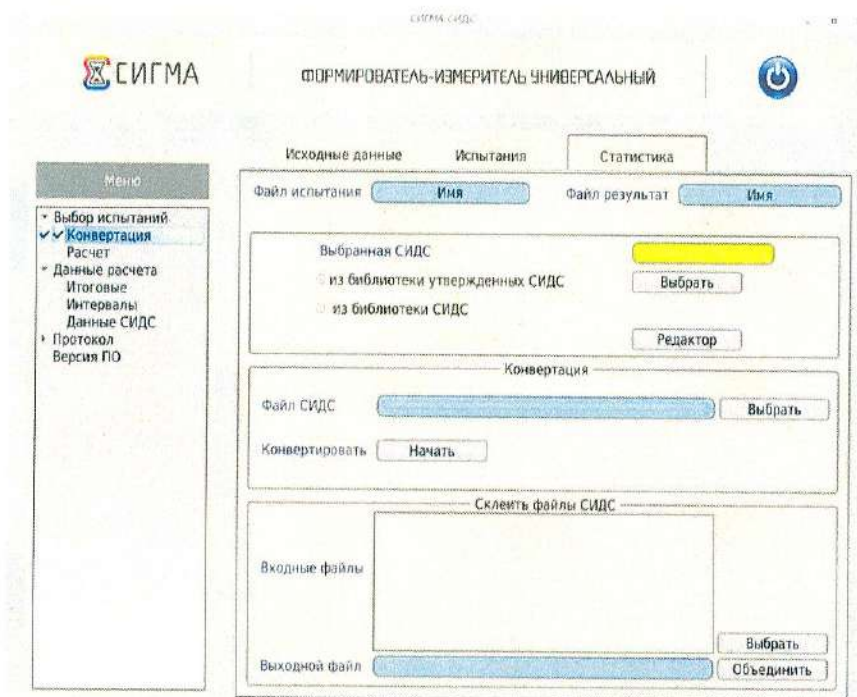 СИГМА СИДС
СИГМА
ФОРМИРОВАТЕЛЬ-ИЗМЕРИТЕЛЬ УНИВЕРСАЛЬНЫЙ
Исходные данные Испытания Статистика
Меню
Выбор испытаний
Конвертация
Расчет
Данные расчета
Итоговые
Интервалы
Данные СИДС
Протокол
Версия ПО
Файл испытания Имя Файл результат Имя
Выбранная СИДС
из библиотеки утвержденных СИДС Выбрать
из библиотеки СИДС
Редактор
Конвертация
Файл СИДС Выбрать
Конвертировать Начать
Склеить файлы СИДС
Входные файлы
Выбрать
Выходной файл Объединить